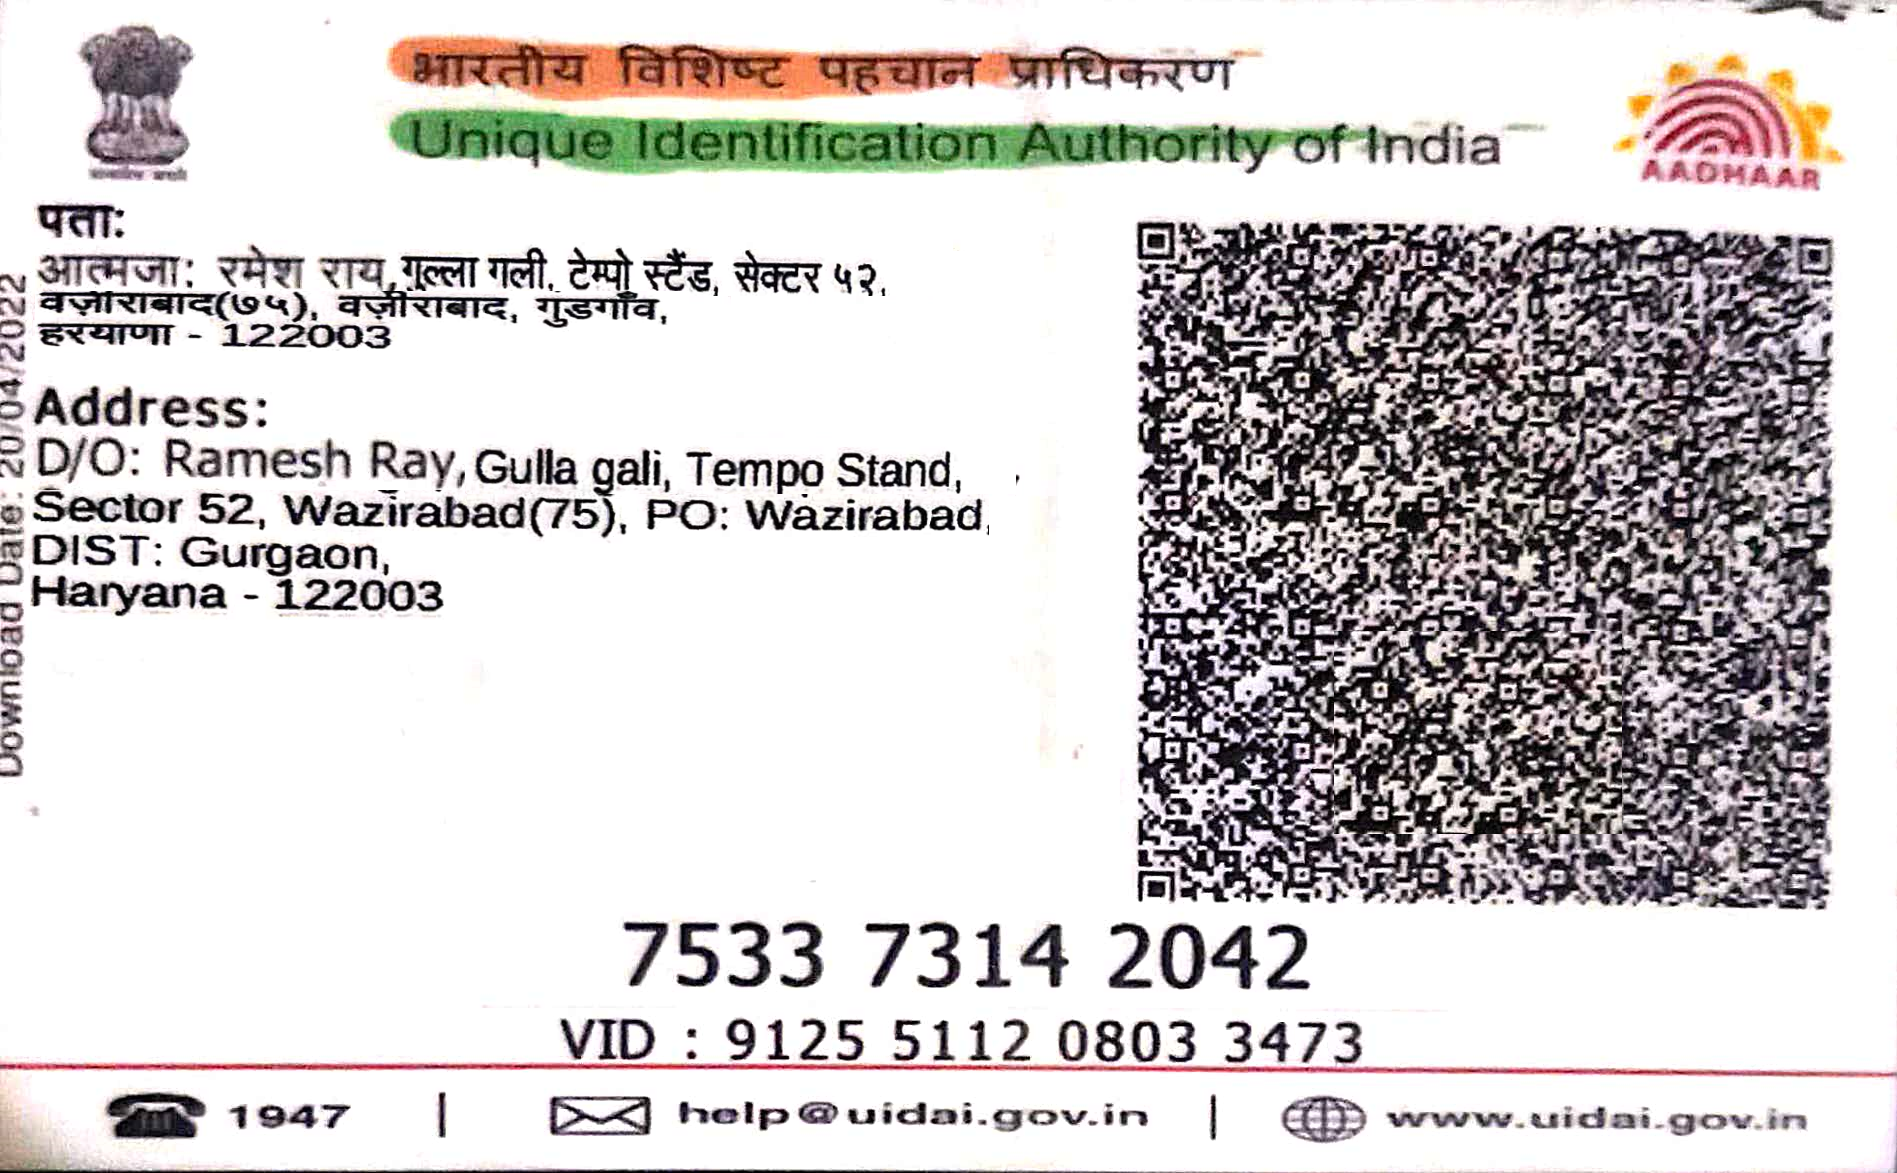 भारतीय विशिष्ट पहचान प्राधिकरण
Unique Identification Authority of India
AADHAAR
पता:
आत्मजा: रमेश राय, गुल्ला गली, टेम्पो स्टैंड, सेक्टर ५२,
वज़ीराबाद(७५), वज़ीराबाद, गुडगाँव,
हरयाणा - 122003
Address:
D/O: Ramesh Ray, Gulla gali, Tempo Stand,
Sector 52, Wazirabad(75), PO: Wazirabad,
DIST: Gurgaon,
Haryana - 122003
Download Date: 20/04/2022
7533 7314 2042
VID : 9125 5112 0803 3473
1947 | help@uidai.gov.in | www.uidai.gov.in